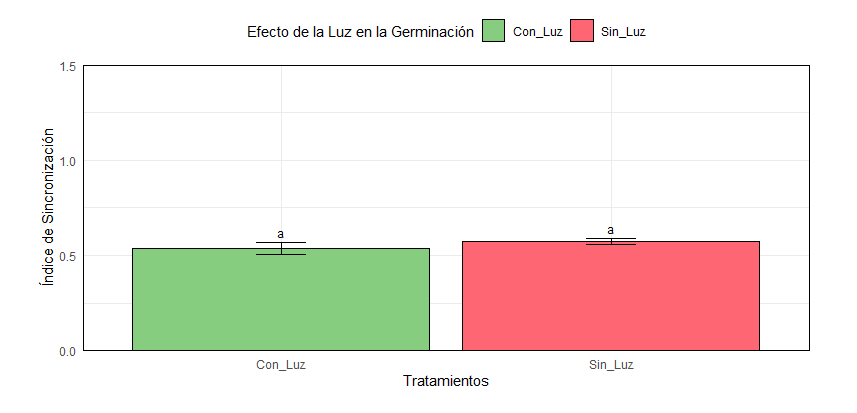 Efecto de la Luz en la Germinación Con_Luz Sin_Luz
1.5
1.0
0.5
0.0
Índice de Sincronización
a
a
Con_Luz Sin_Luz
Tratamientos